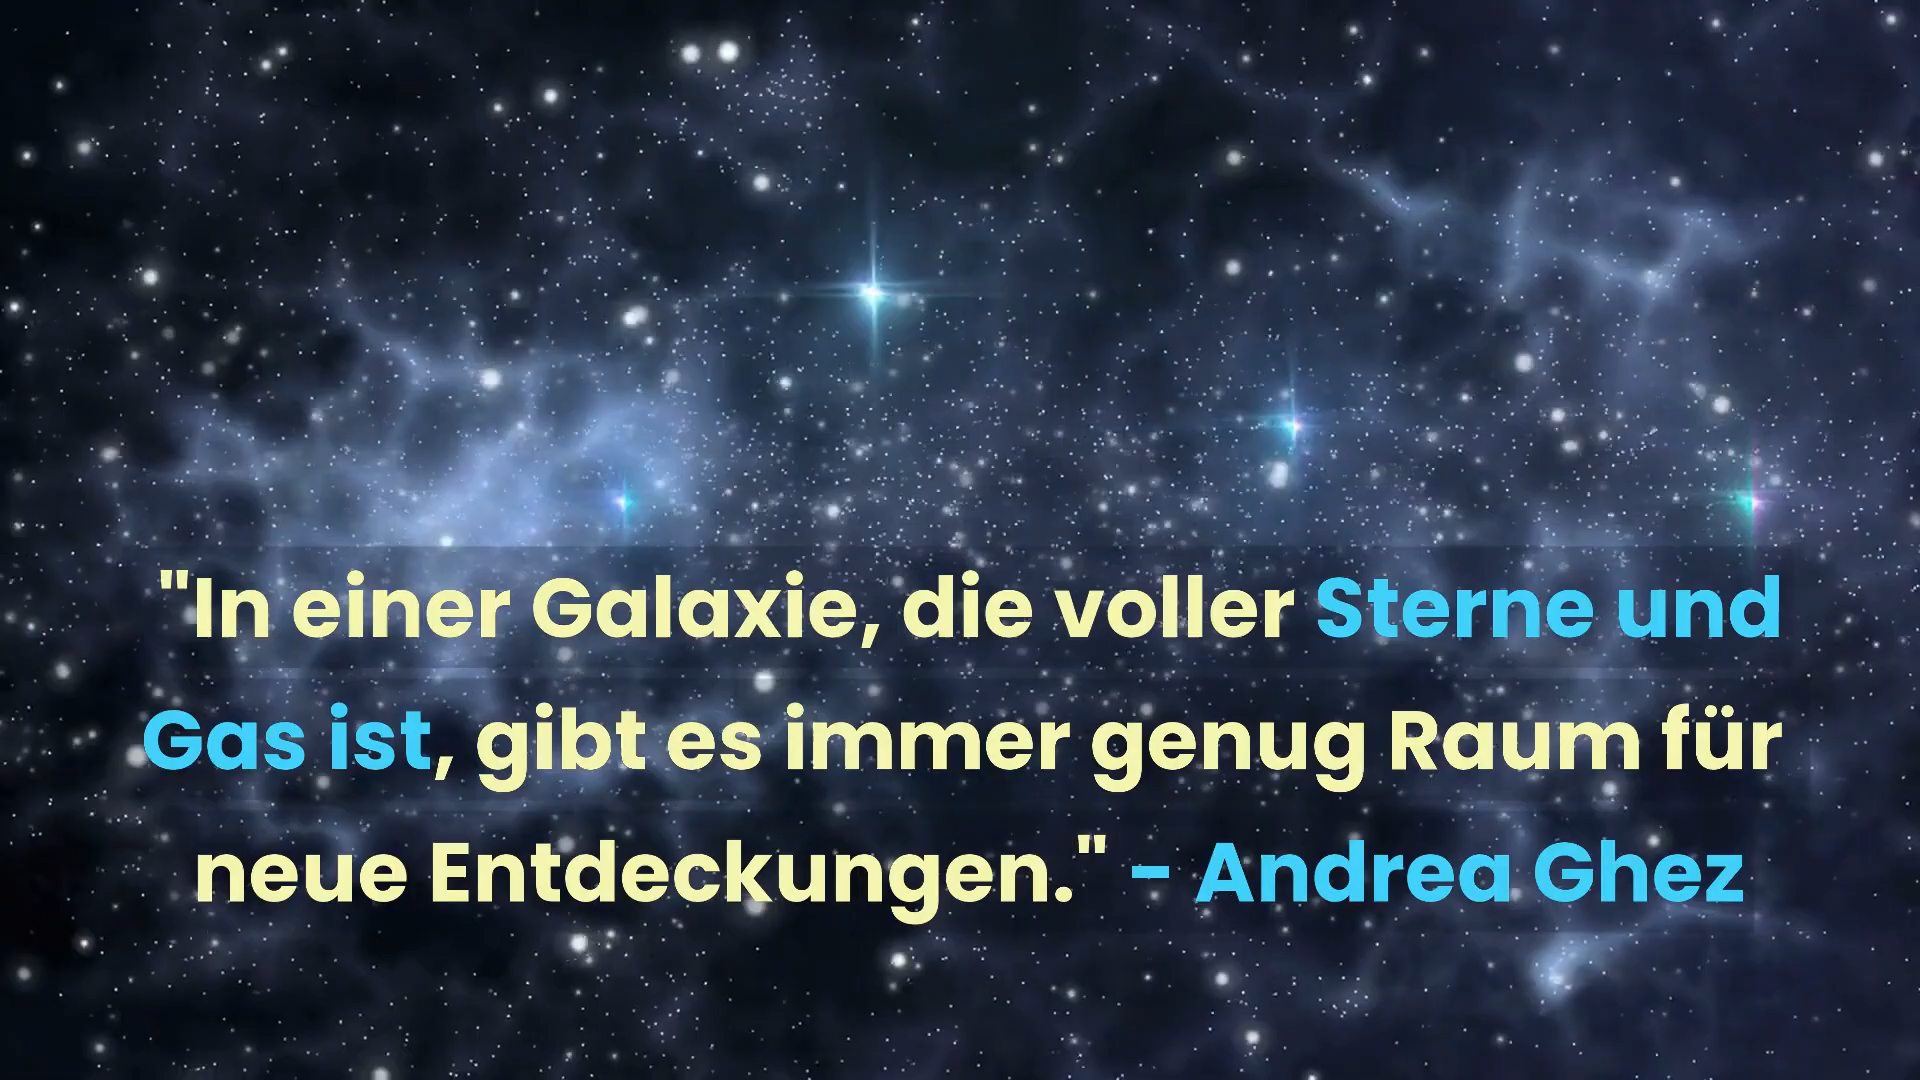 "In einer Galaxie, die voller Sterne und
Gas ist, gibt es immer genug Raum für
neue Entdeckungen." - Andrea Ghez